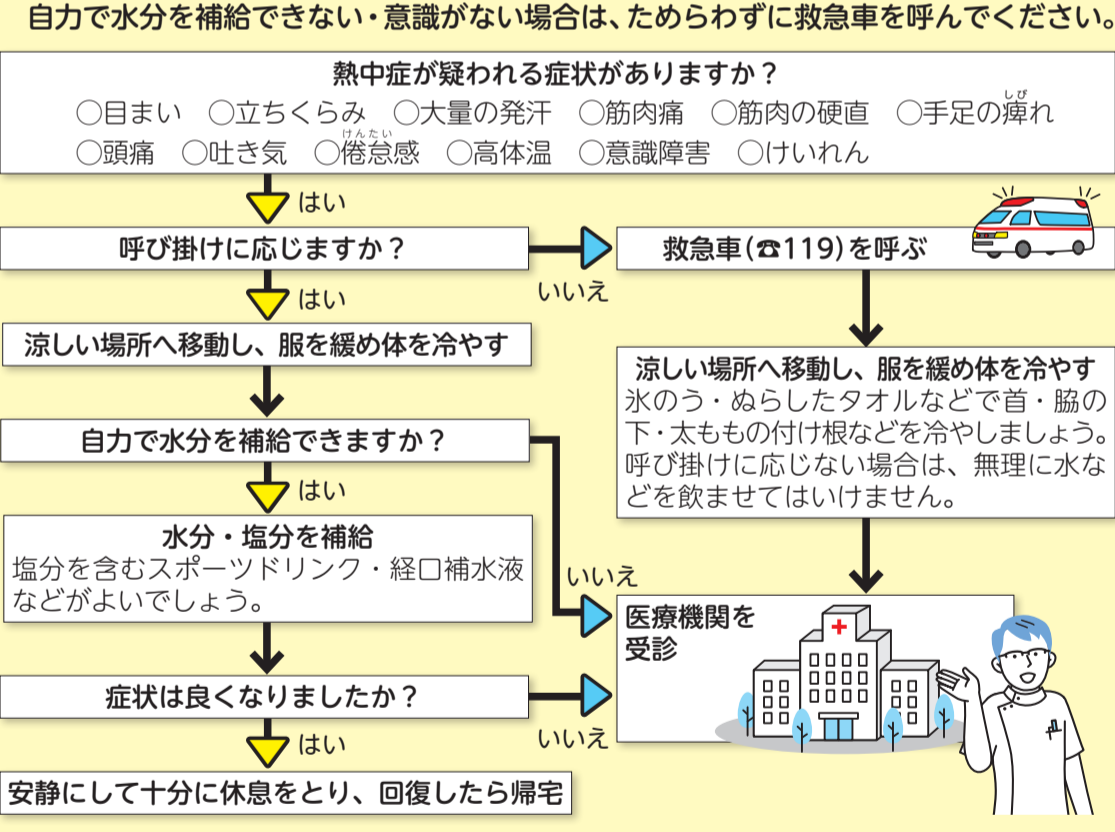 自力で水分を補給できない・意識がない場合は、ためらわずに救急車を呼んでください。
熱中症が疑われる症状がありますか？
○目まい　○立ちくらみ　○大量の発汗　○筋肉痛　○筋肉の硬直　○手足の痺れ
しび
○頭痛　○吐き気　○倦怠感　○高体温　○意識障害　○けいれん
けんたい
はい
呼び掛けに応じますか？
いいえ
救急車(☎119)を呼ぶ
はい
涼しい場所へ移動し、服を緩め体を冷やす
涼しい場所へ移動し、服を緩め体を冷やす
氷のう・ぬらしたタオルなどで首・脇の
下・太ももの付け根などを冷やしましょう。
呼び掛けに応じない場合は、無理に水な
どを飲ませてはいけません。
自力で水分を補給できますか？
はい
いいえ
水分・塩分を補給
塩分を含むスポーツドリンク・経口補水液
などがよいでしょう。
医療機関を
受診
症状は良くなりましたか？
いいえ
はい
安静にして十分に休息をとり、回復したら帰宅